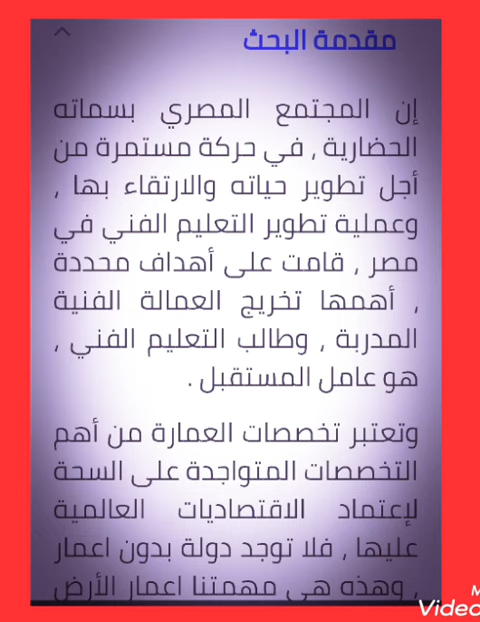 مقدمة البحث
إن المجتمع المصري بسماته
الحضارية , في حركة مستمرة من
أجل تطوير حياته والارتقاء بها ,
وعملية تطوير التعليم الفني في
مصر , قامت على أهداف محددة
, أهمها تخريج العمالة الفنية
المدربة , وطالب التعليم الفني ,
هو عامل المستقبل .
وتعتبر تخصصات العمارة من أهم
التخصصات المتواجدة على السحة
لإعتماد الاقتصاديات العالمية
عليها , فلا توجد دولة بدون اعمار
, وهذه هي مهمتنا اعمار الأرض
M
Video